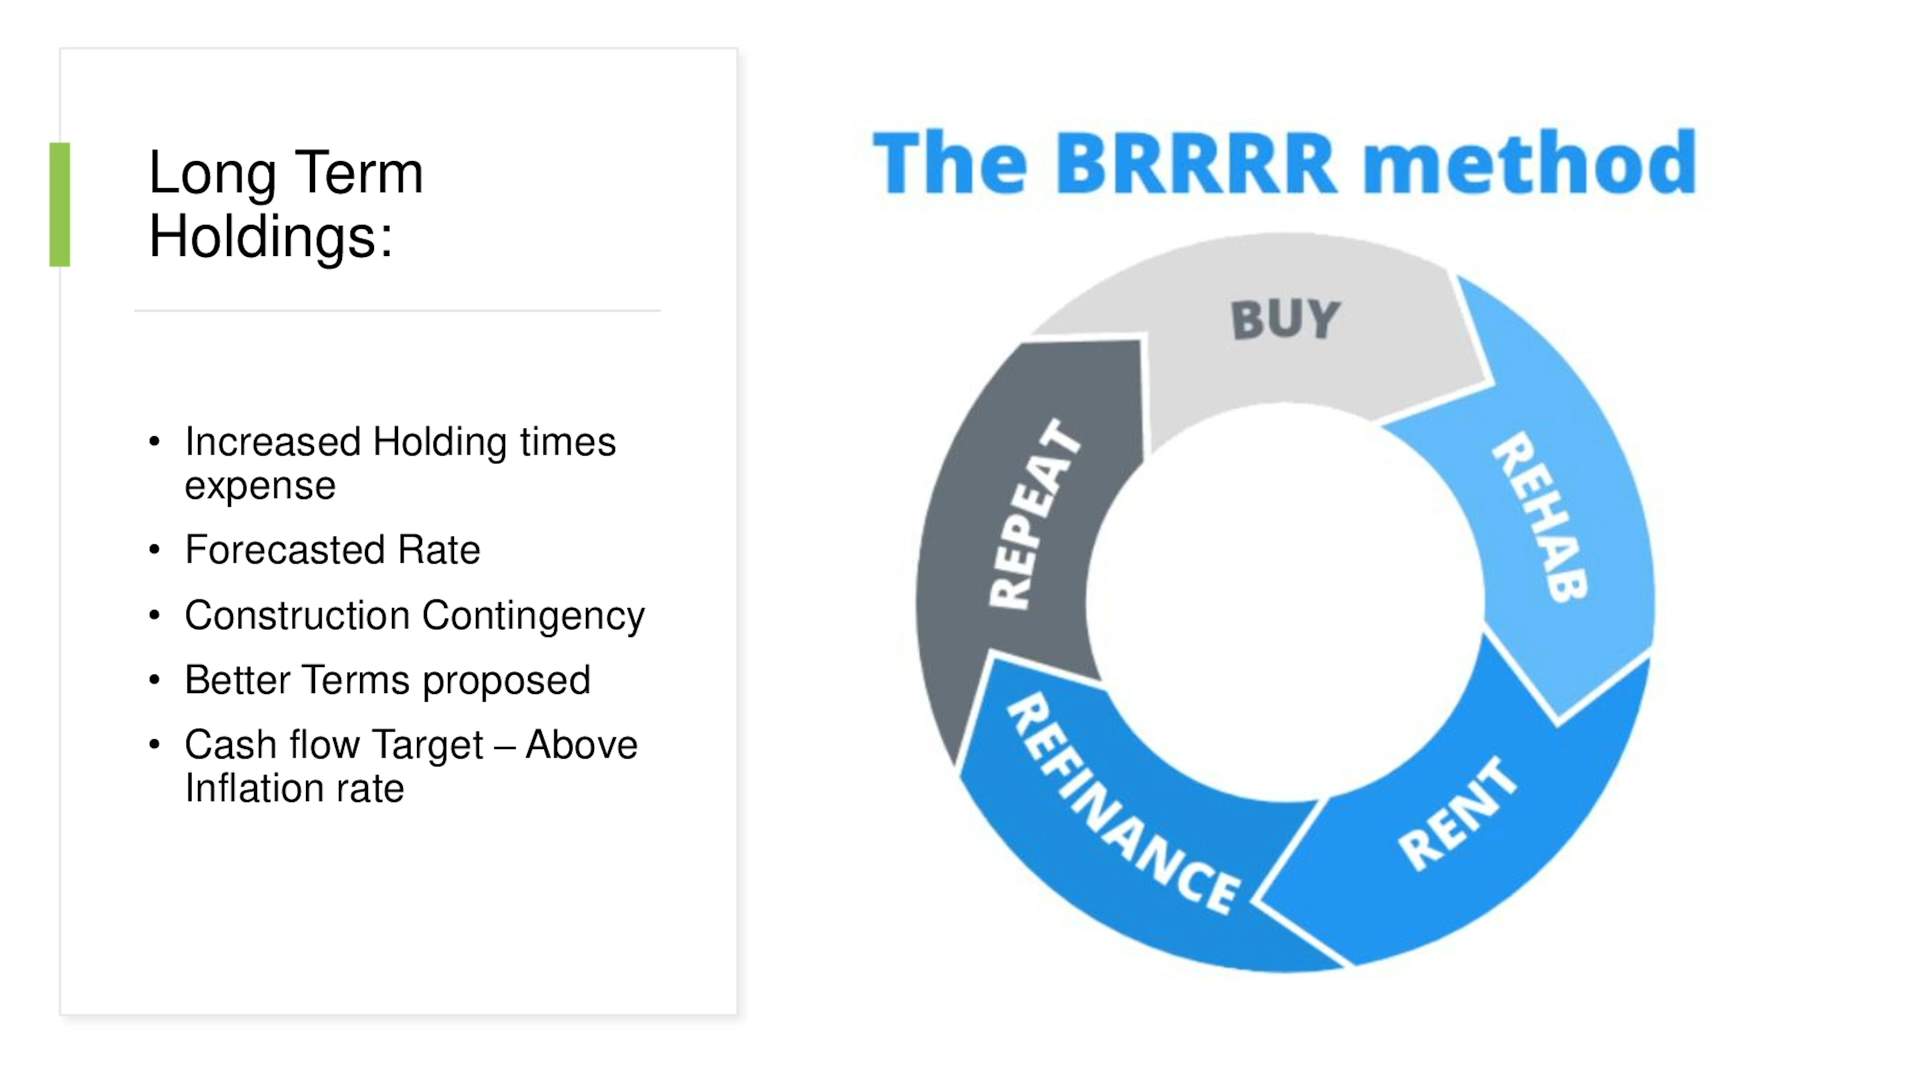 Long Term
Holdings:
• Increased Holding times
expense
• Forecasted Rate
• Construction Contingency
• Better Terms proposed
• Cash flow Target – Above
Inflation rate
The BRRRR method
BUY
REHAB
RENT
REFINANCE
REPEAT